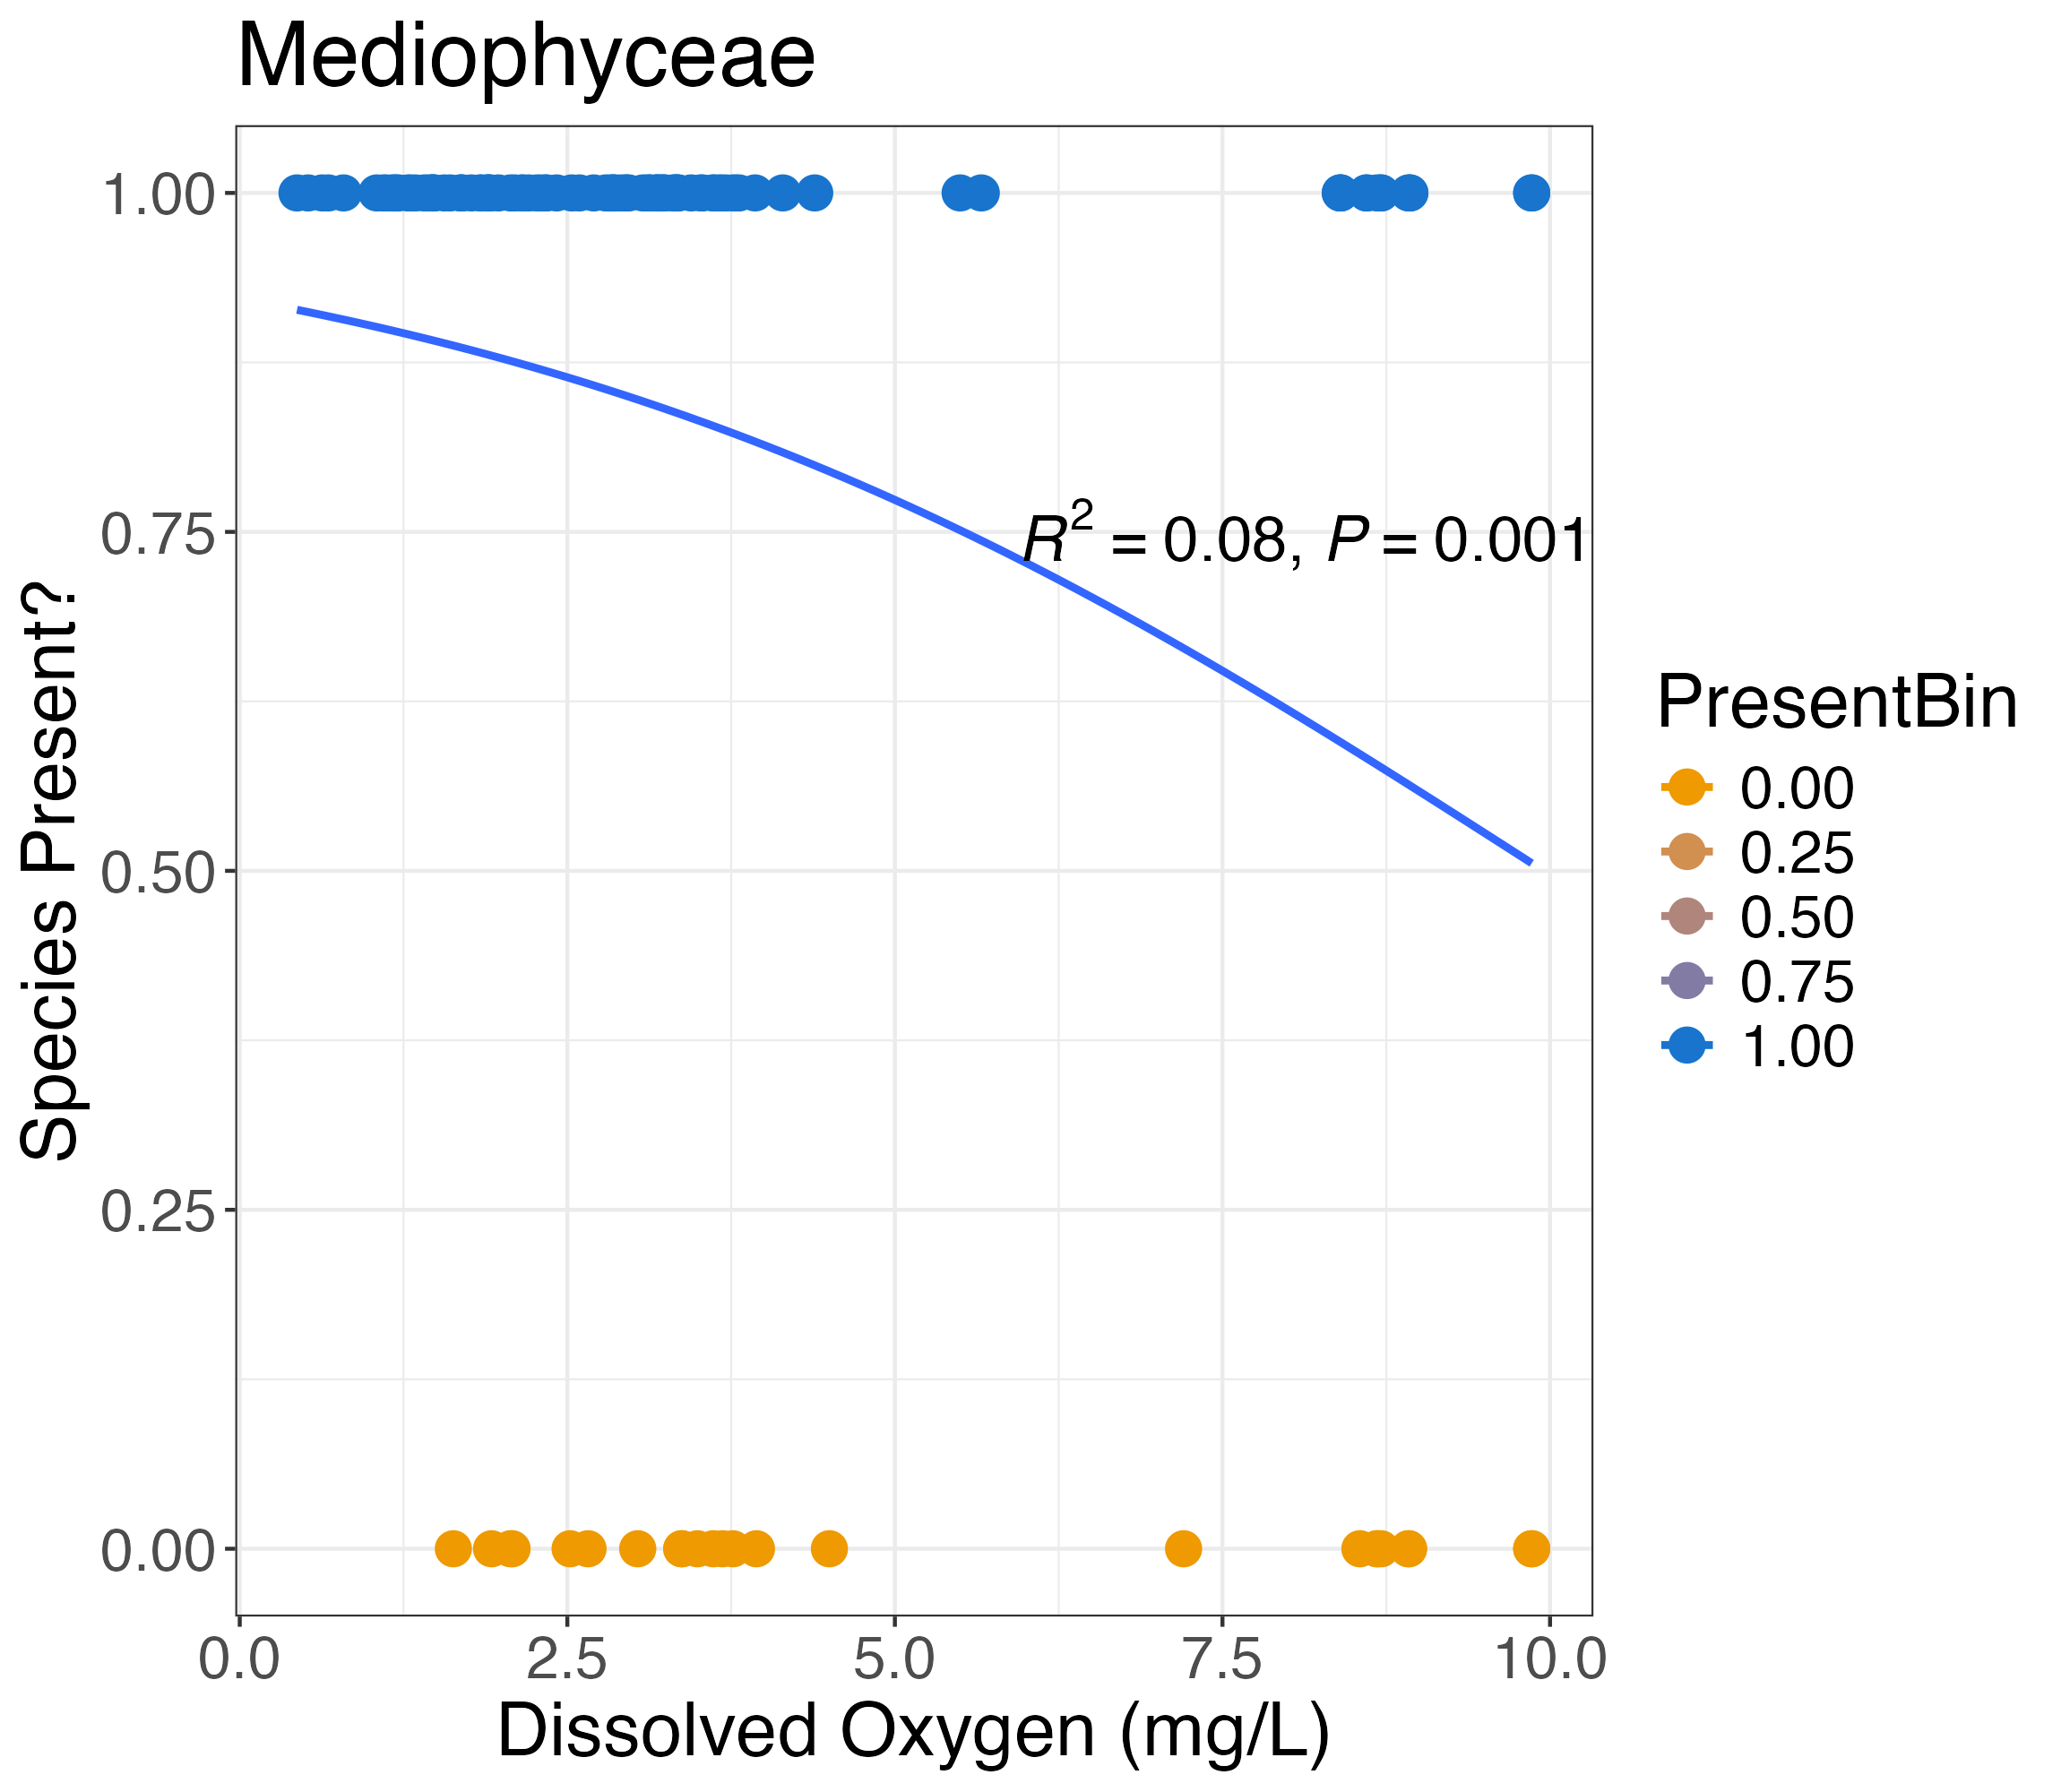 Mediophyceae
Species Present?
1.00
0.75
0.50
0.25
0.00
R² = 0.08, P = 0.001
0.0 2.5 5.0 7.5 10.0
Dissolved Oxygen (mg/L)
PresentBin
0.00
0.25
0.50
0.75
1.00